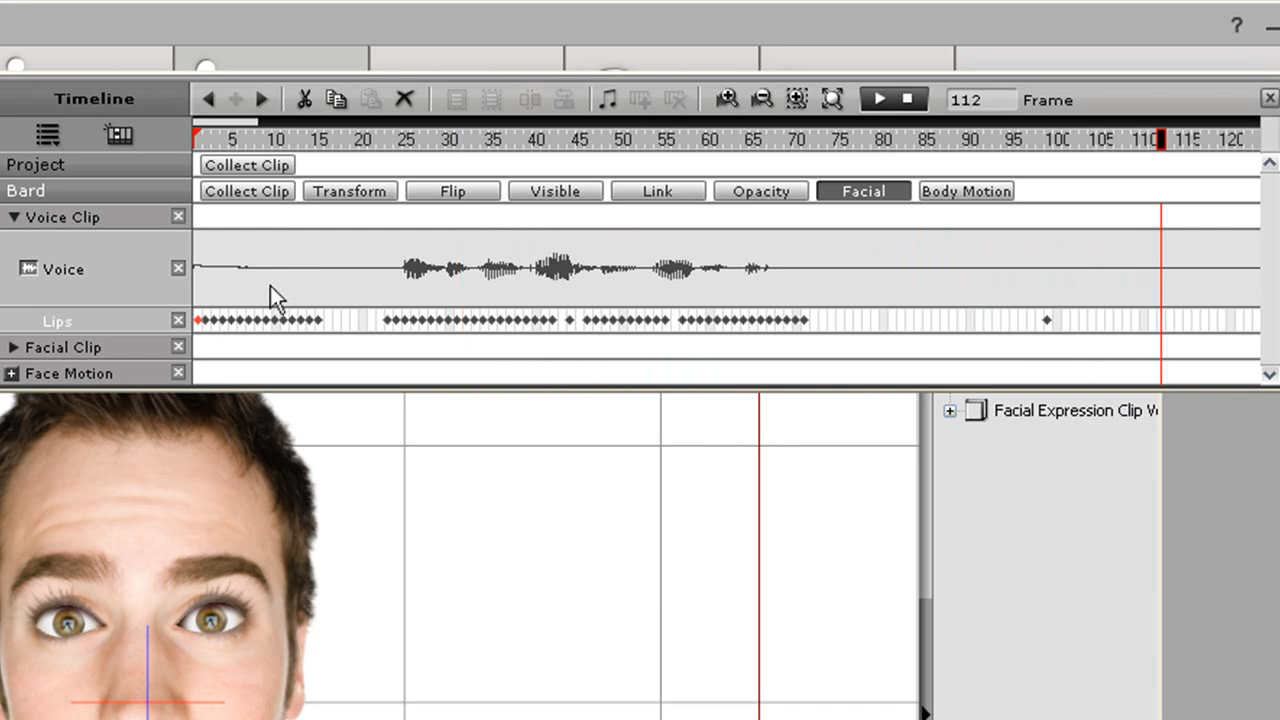 ?
Timeline
112 Frame
5 10 15 20 25 30 35 40 45 50 55 60 65 70 75 80 85 90 95 100 105 110 115 120
Project
Collect Clip
Bard
Collect Clip Transform Flip Visible Link Opacity Facial Body Motion
Voice Clip
Voice
Lips
Facial Clip
Face Motion
Facial Expression Clip